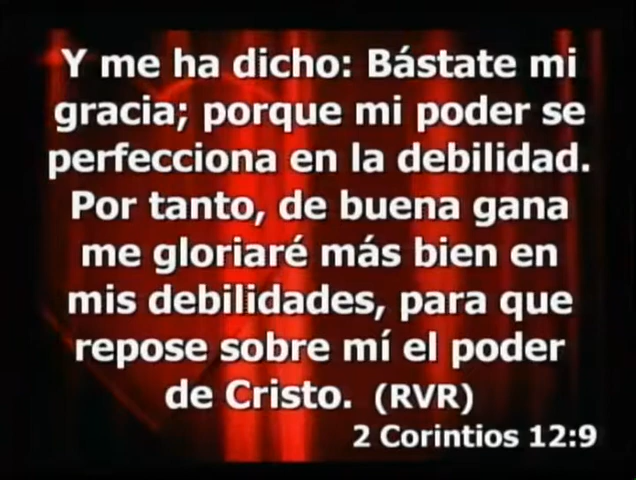 Y me ha dicho: Bástate mi
gracia; porque mi poder se
perfecciona en la debilidad.
Por tanto, de buena gana
me gloriaré más bien en
mis debilidades, para que
repose sobre mí el poder
de Cristo. (RVR)
2 Corintios 12:9